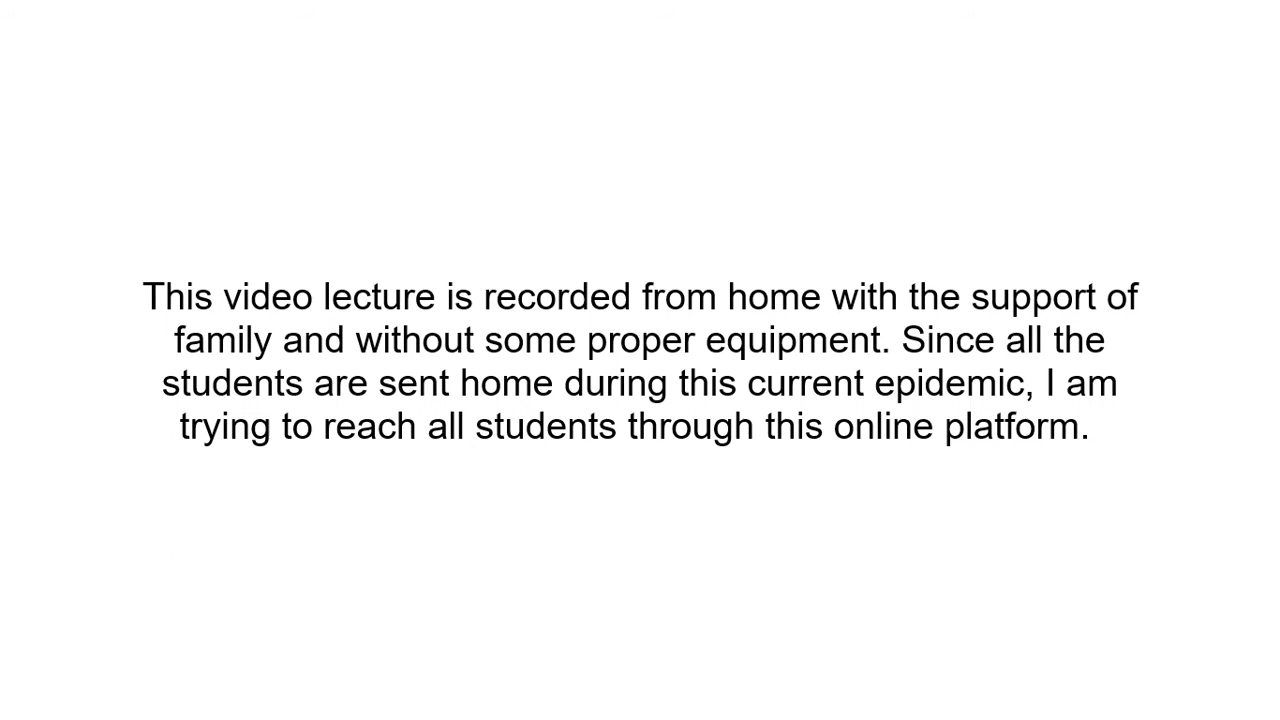 This video lecture is recorded from home with the support of
family and without some proper equipment. Since all the
students are sent home during this current epidemic, I am
trying to reach all students through this online platform.